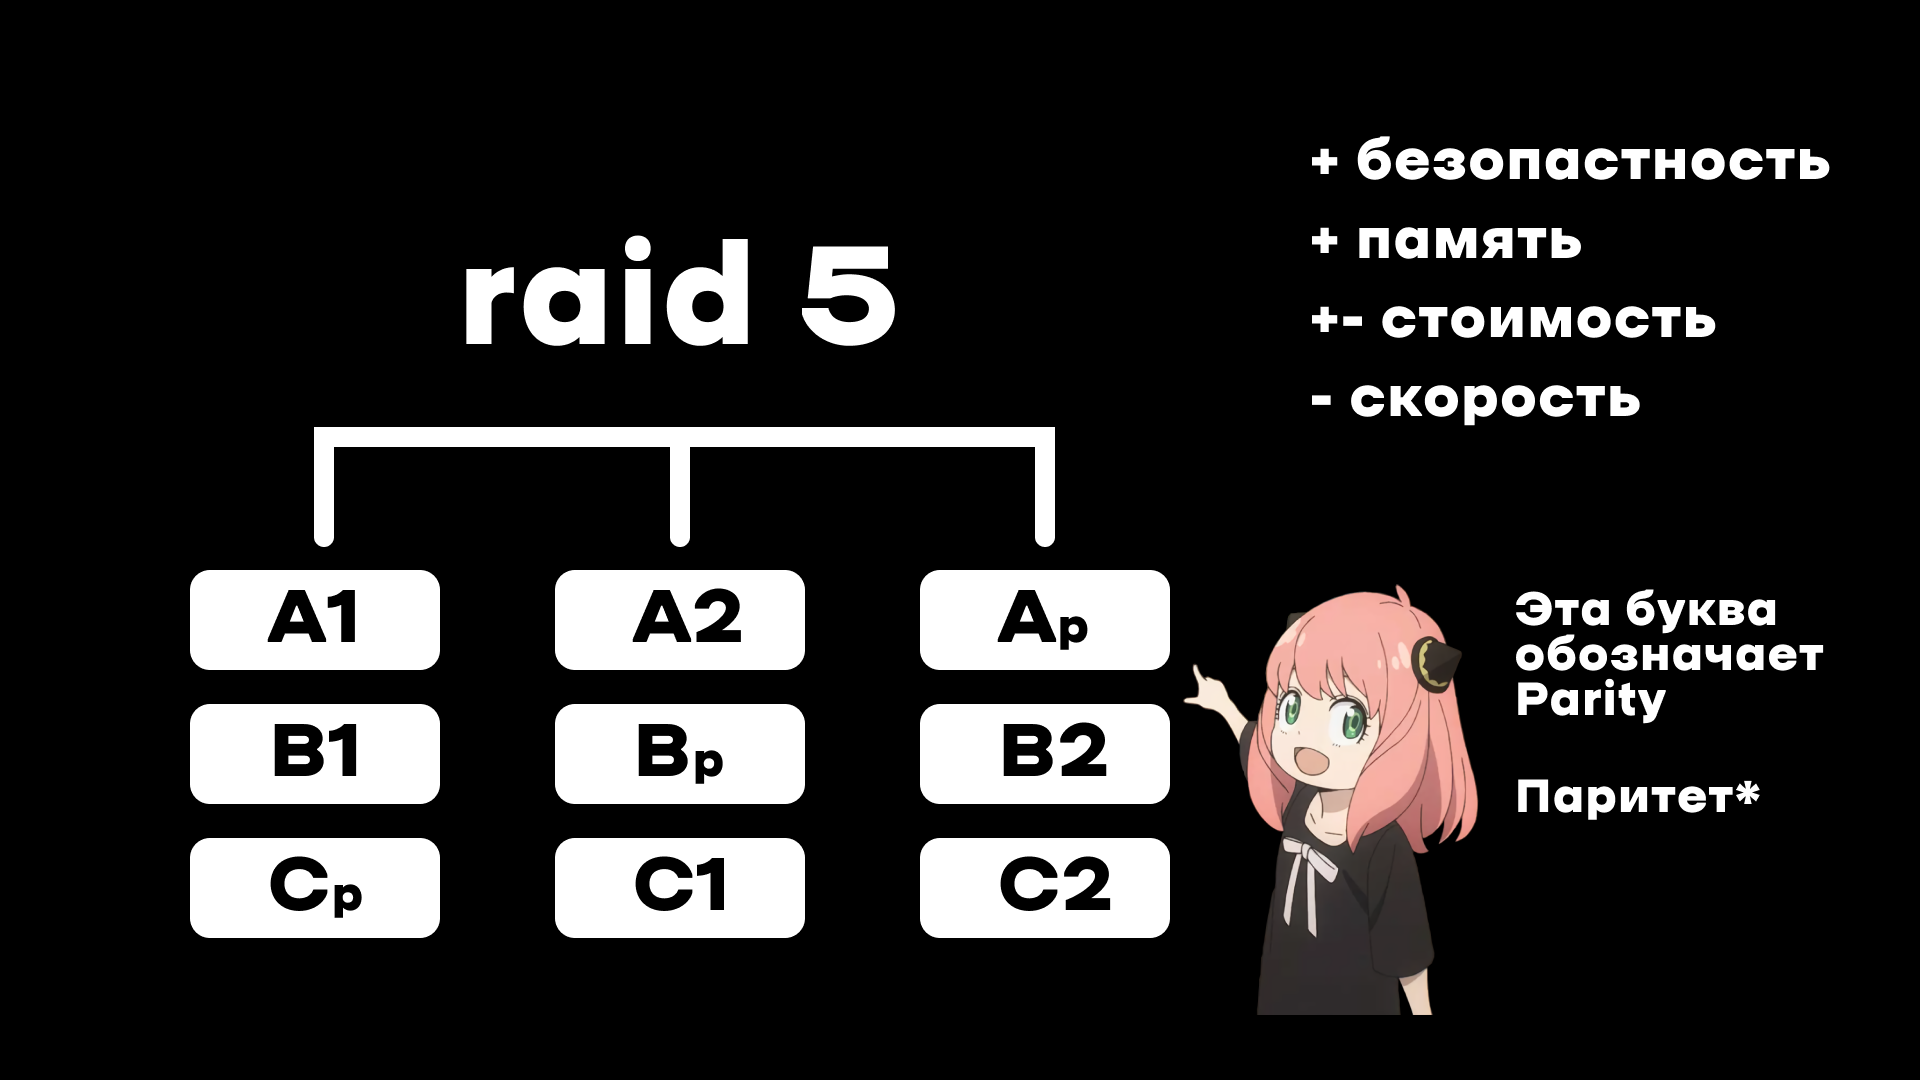 raid 5
+ безопастность
+ память
+- стоимость
- скорость
A1 A2 Ap
B1 Bp B2
Cp C1 C2
Эта буква
обозначает
Parity
Паритет*